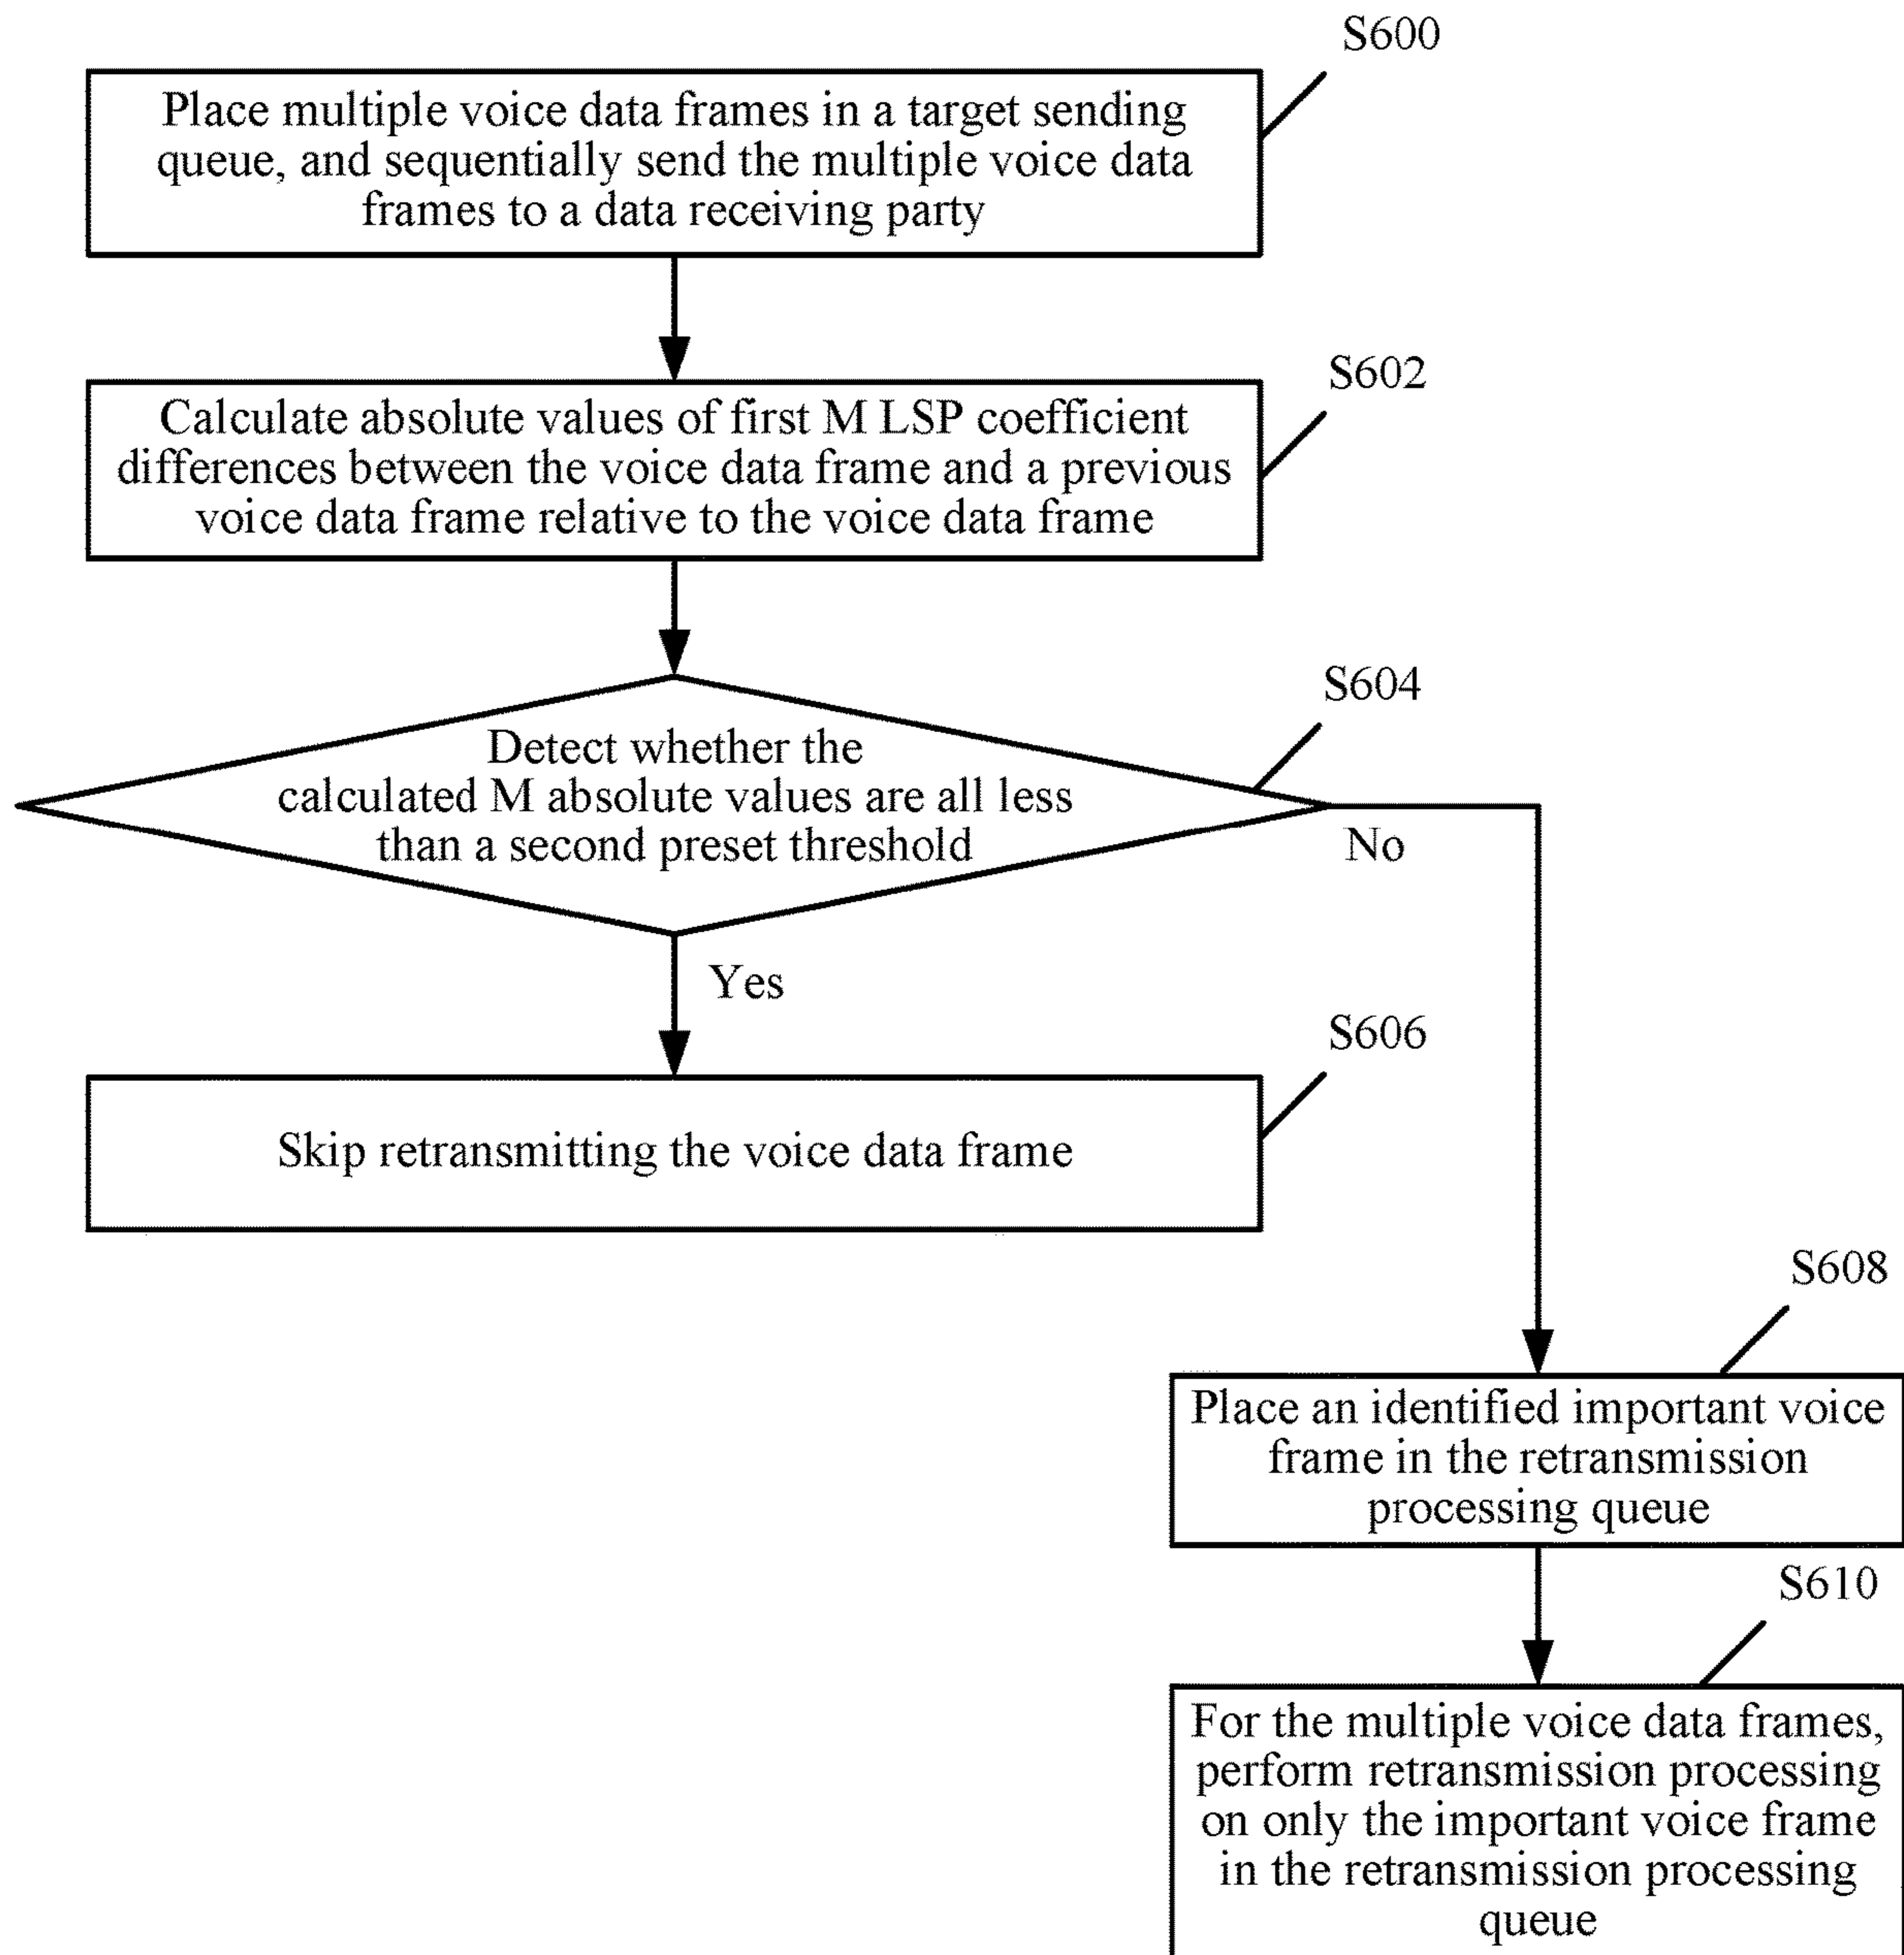 S600
Place multiple voice data frames in a target sending
queue, and sequentially send the multiple voice data
frames to a data receiving party
S602
Calculate absolute values of first M LSP coefficient
differences between the voice data frame and a previous
voice data frame relative to the voice data frame
S604
Detect whether the
calculated M absolute values are all less
than a second preset threshold
No
Yes
S606
Skip retransmitting the voice data frame
S608
Place an identified important voice
frame in the retransmission
processing queue
S610
For the multiple voice data frames,
perform retransmission processing
on only the important voice frame
in the retransmission processing
queue